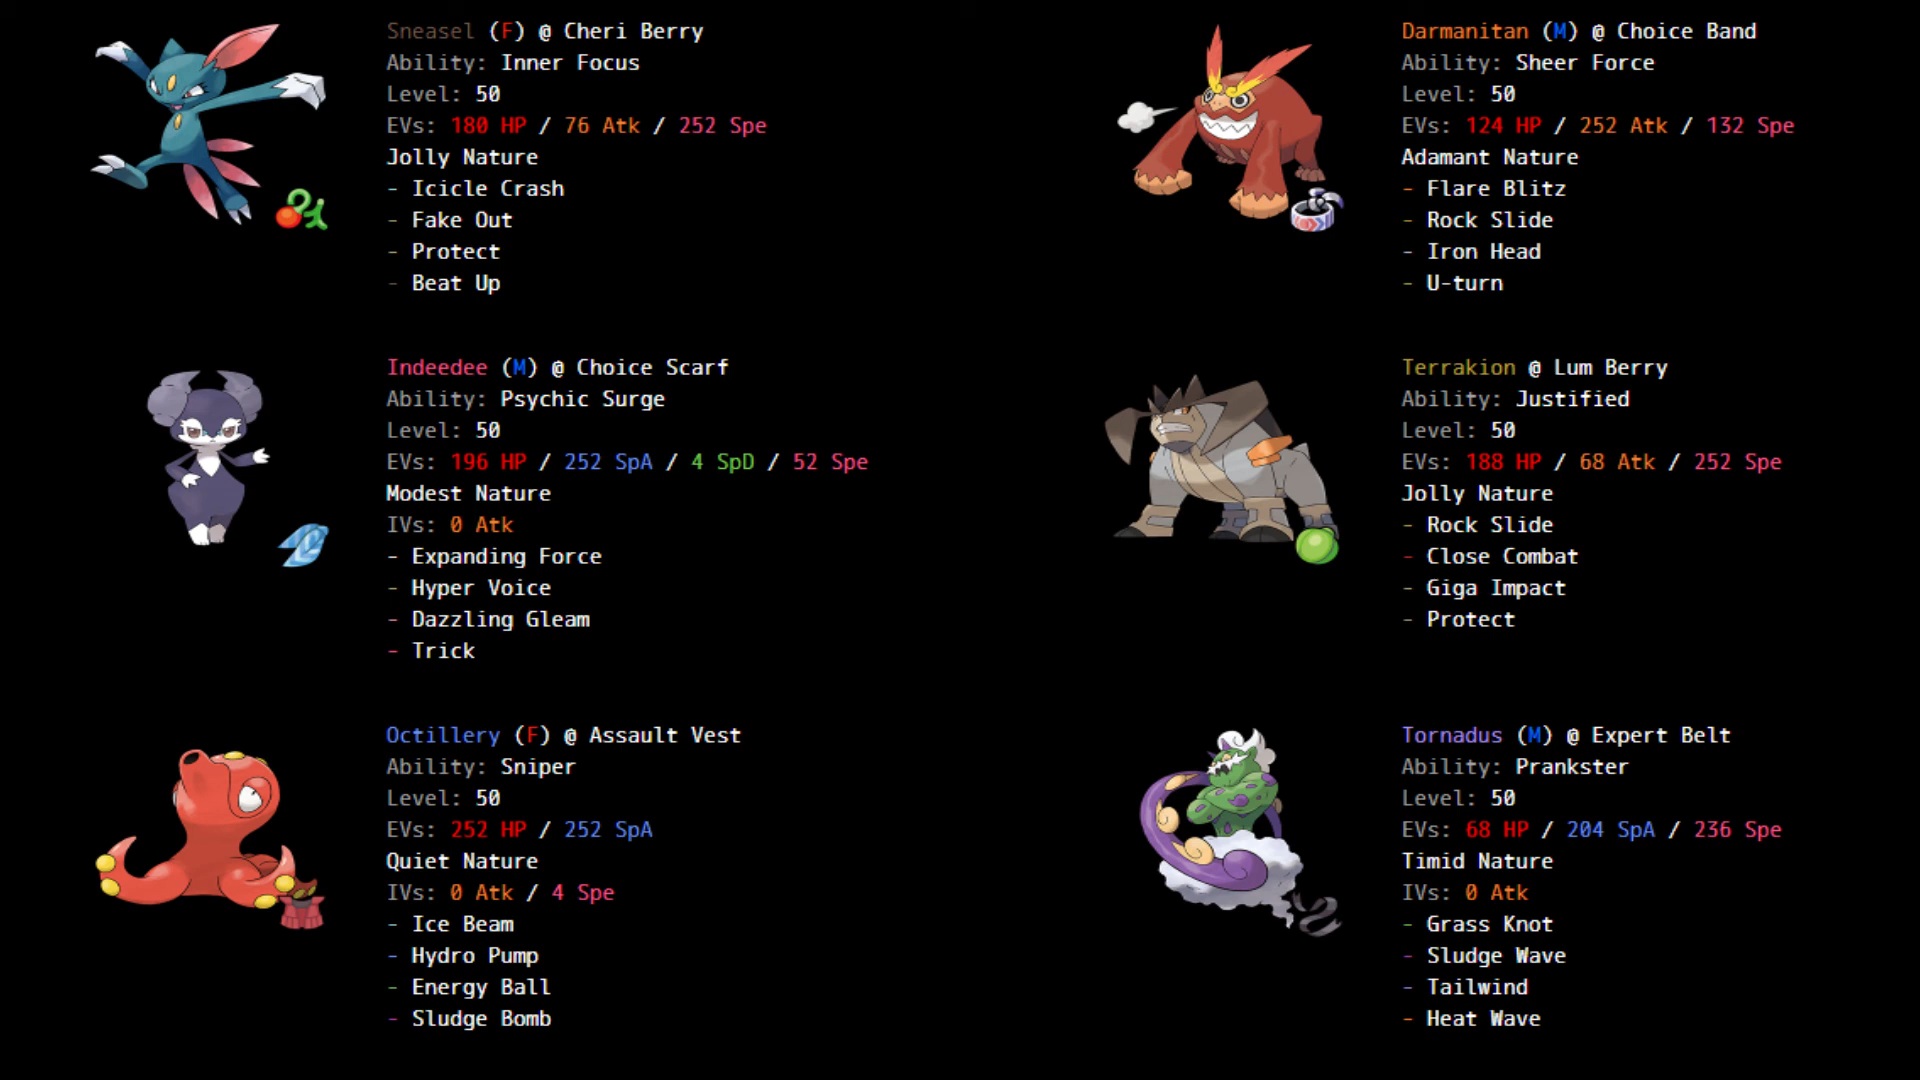 Sneasel (F) @ Cheri Berry
Ability: Inner Focus
Level: 50
EVs: 180 HP / 76 Atk / 252 Spe
Jolly Nature
- Icicle Crash
- Fake Out
- Protect
- Beat Up
Darmanitan (M) @ Choice Band
Ability: Sheer Force
Level: 50
EVs: 124 HP / 252 Atk / 132 Spe
Adamant Nature
- Flare Blitz
- Rock Slide
- Iron Head
- U-turn
Indeedee (M) @ Choice Scarf
Ability: Psychic Surge
Level: 50
EVs: 196 HP / 252 SpA / 4 SpD / 52 Spe
Modest Nature
IVs: 0 Atk
- Expanding Force
- Hyper Voice
- Dazzling Gleam
- Trick
Terrakion @ Lum Berry
Ability: Justified
Level: 50
EVs: 188 HP / 68 Atk / 252 Spe
Jolly Nature
- Rock Slide
- Close Combat
- Giga Impact
- Protect
Octillery (F) @ Assault Vest
Ability: Sniper
Level: 50
EVs: 252 HP / 252 SpA
Quiet Nature
IVs: 0 Atk / 4 Spe
- Ice Beam
- Hydro Pump
- Energy Ball
- Sludge Bomb
Tornadus (M) @ Expert Belt
Ability: Prankster
Level: 50
EVs: 68 HP / 204 SpA / 236 Spe
Timid Nature
IVs: 0 Atk
- Grass Knot
- Sludge Wave
- Tailwind
- Heat Wave